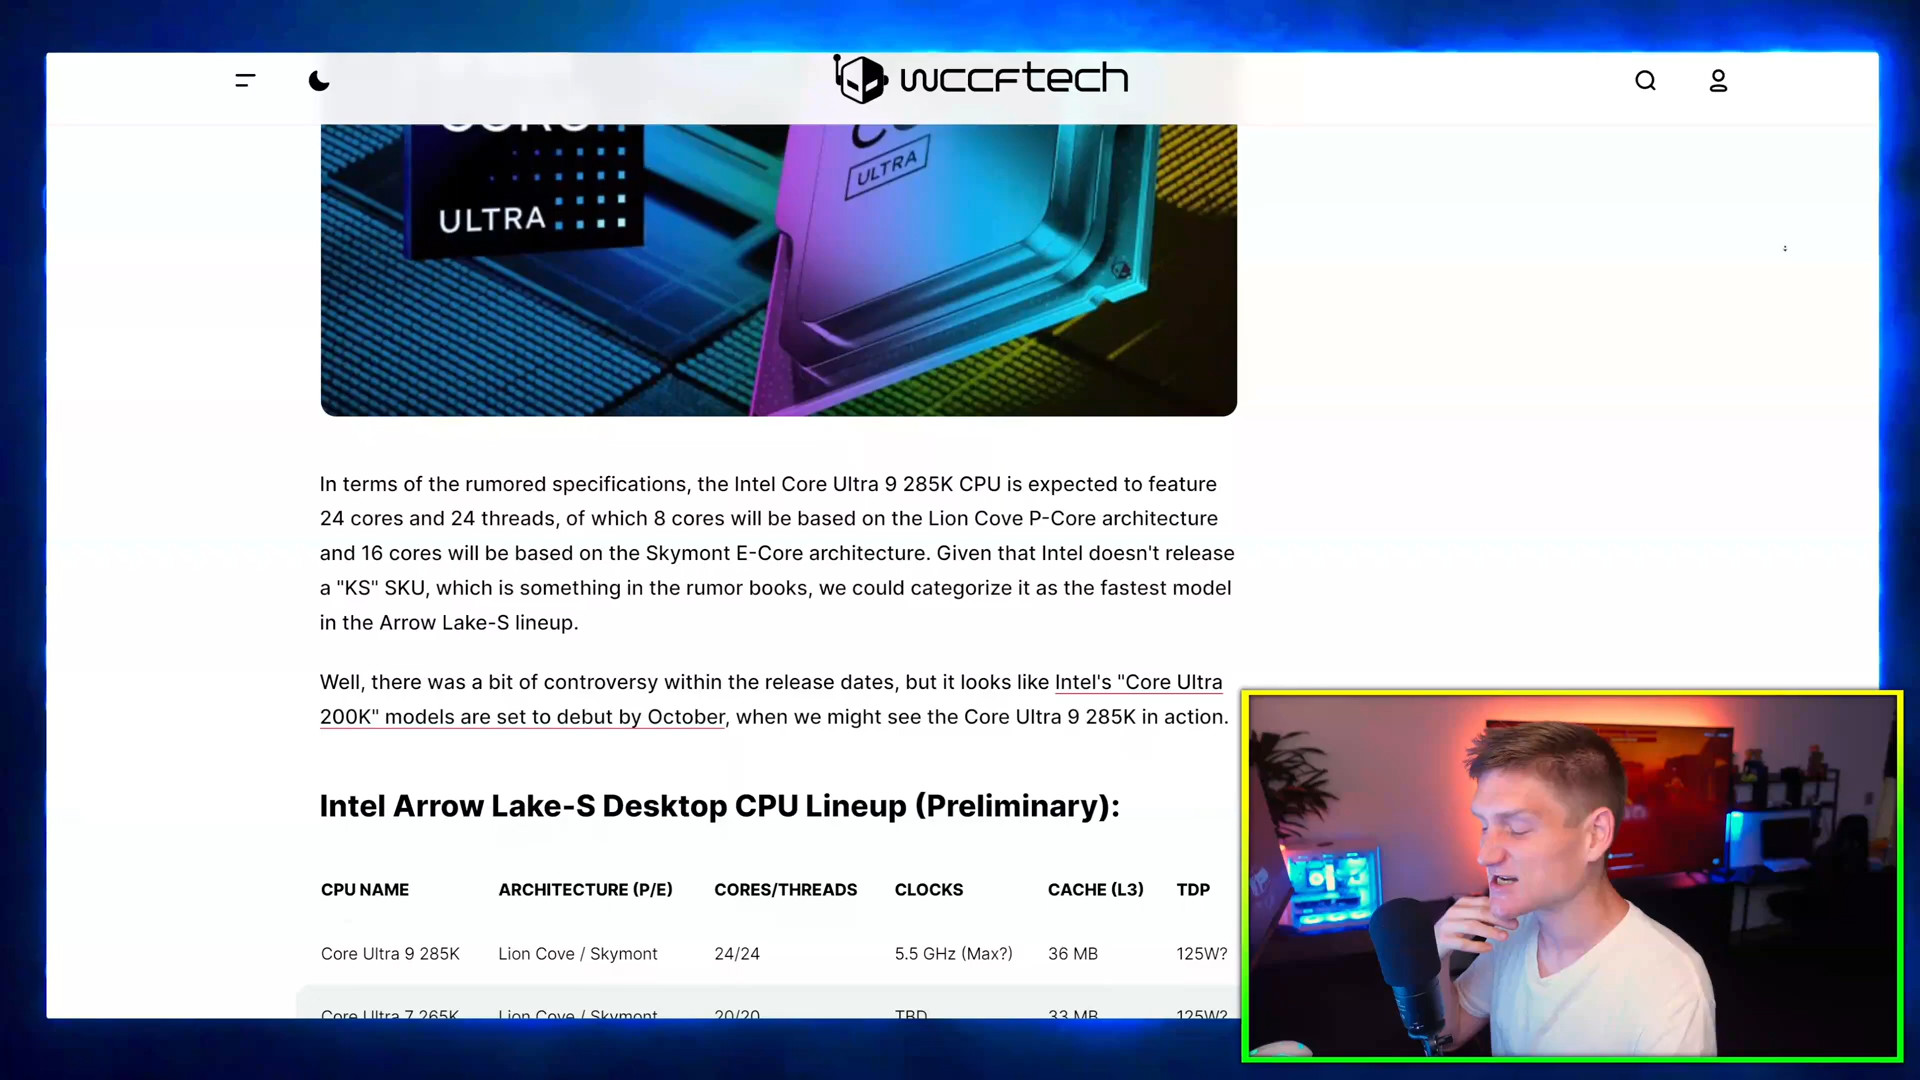 wccftech
CORE
ULTRA
ULTRA
In terms of the rumored specifications, the Intel Core Ultra 9 285K CPU is expected to feature
24 cores and 24 threads, of which 8 cores will be based on the Lion Cove P-Core architecture
and 16 cores will be based on the Skymont E-Core architecture. Given that Intel doesn't release
a "KS" SKU, which is something in the rumor books, we could categorize it as the fastest model
in the Arrow Lake-S lineup.
Well, there was a bit of controversy within the release dates, but it looks like Intel's "Core Ultra
200K" models are set to debut by October, when we might see the Core Ultra 9 285K in action.
Intel Arrow Lake-S Desktop CPU Lineup (Preliminary):
CPU NAME ARCHITECTURE (P/E) CORES/THREADS CLOCKS CACHE (L3) TDP
Core Ultra 9 285K Lion Cove / Skymont 24/24 5.5 GHz (Max?) 36 MB 125W?
Core Ultra 7 265K Lion Cove / Skymont 20/20 TBD 33 MB 125W?